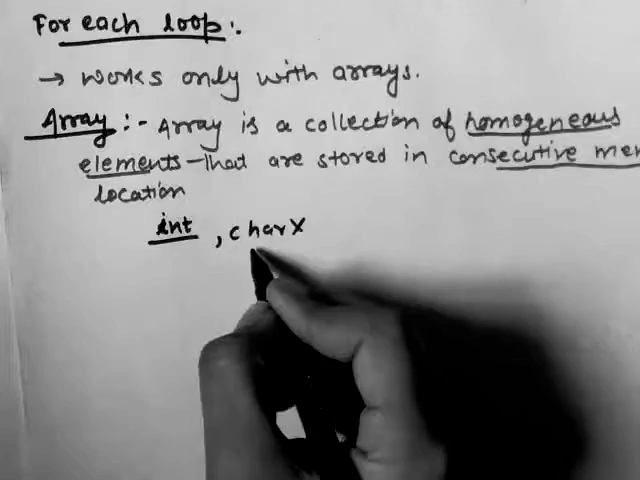 For each loop:
→ works only with arrays.
Array :- Array is a collection of homogeneous
elements that are stored in consecutive mem
location
int , char X